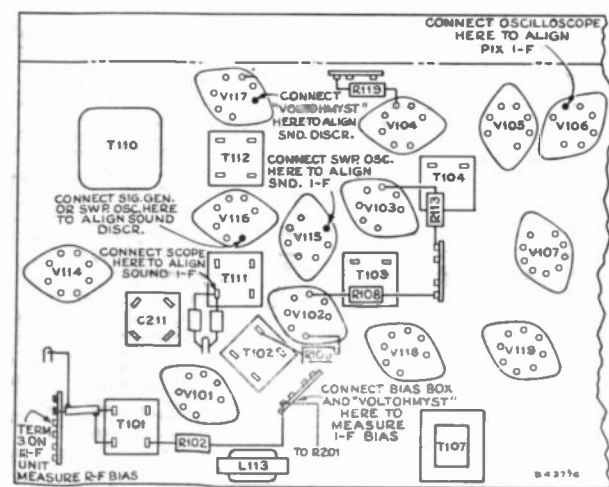 CONNECT OSCILLOSCOPE
HERE TO ALIGN
PIX I-F
V117
CONNECT
"VOLTOHMYST"
HERE TO ALIGN
SND. DISCR.
R119
V104
V105
V106
T110
T112
CONNECT SWP. OSC.
HERE TO ALIGN
SND. I-F
T104
R113
V103
CONNECT SIG. GEN.
OR SWP. OSC. HERE
TO ALIGN SOUND
DISCR.
V116
V115
V107
CONNECT SCOPE
HERE TO ALIGN
SOUND I-F
V114
T111
T103
R108
C211
V102
T102
V118
V119
V101
CONNECT BIAS BOX
AND "VOLTOHMYST"
HERE TO
MEASURE
I-F BIAS
TERM
3 ON
R-F
UNIT
MEASURE R-F BIAS
T101
R102
TO R201
L113
T107